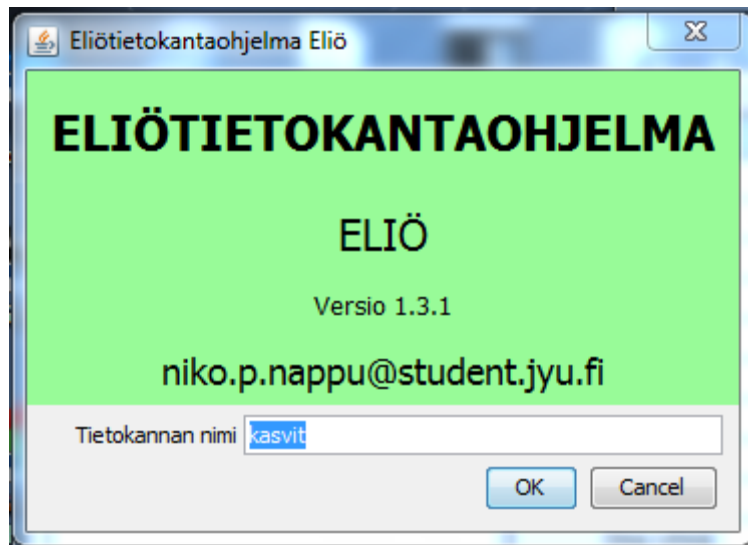 Eliötietokantaohjelma Eliö
ELIÖTIETOKANTAOHJELMA
ELIÖ
Versio 1.3.1
niko.p.nappu@student.jyu.fi
Tietokannan nimi kasvit
OK Cancel